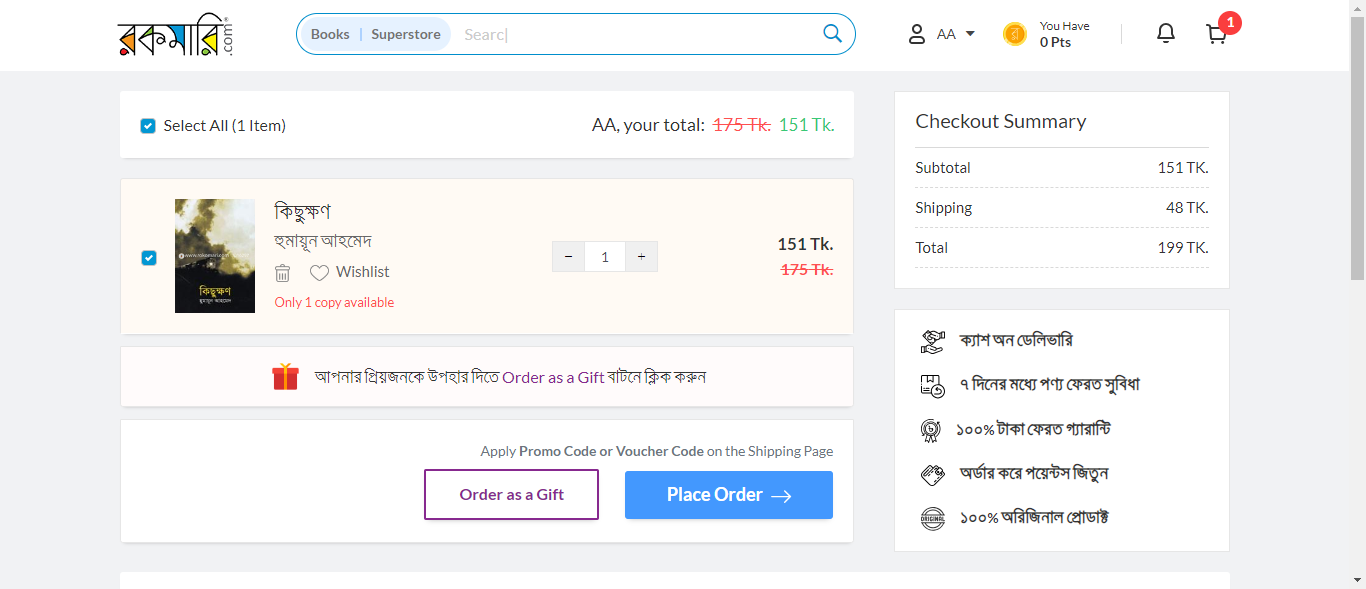 রকমারি.com
Books | Superstore Searc
AA
You Have
0 Pts
1
Select All (1 Item)
AA, your total: 175 Tk. 151 Tk.
কিছুক্ষণ
হুমায়ূন আহমেদ
Wishlist
Only 1 copy available
− 1 +
151 Tk.
175 Tk.
কিছুক্ষণ
হুমায়ূন আহমেদ
আপনার প্রিয়জনকে উপহার দিতে Order as a Gift বাটনে ক্লিক করুন
Apply Promo Code or Voucher Code on the Shipping Page
Order as a Gift
Place Order →
Checkout Summary
Subtotal 151 TK.
Shipping 48 TK.
Total 199 TK.
ক্যাশ অন ডেলিভারি
৭ দিনের মধ্যে পণ্য ফেরত সুবিধা
১০০% টাকা ফেরত গ্যারান্টি
অর্ডার করে পয়েন্টস জিতুন
ORIGINAL
১০০% অরিজিনাল প্রোডাক্ট